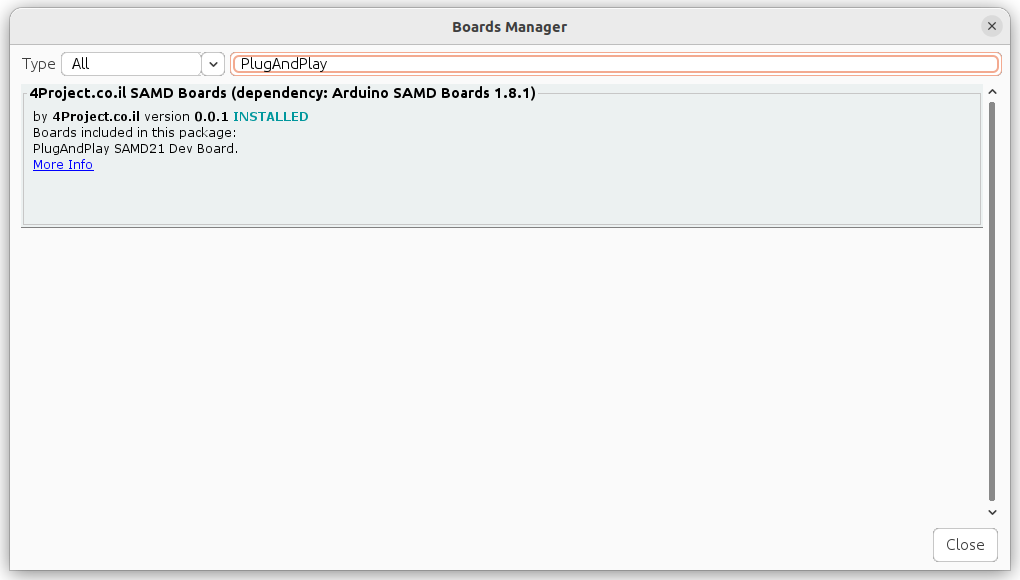 Boards Manager
Type All PlugAndPlay
4Project.co.il SAMD Boards (dependency: Arduino SAMD Boards 1.8.1)
by 4Project.co.il version 0.0.1 INSTALLED
Boards included in this package:
PlugAndPlay SAMD21 Dev Board.
More Info
Close